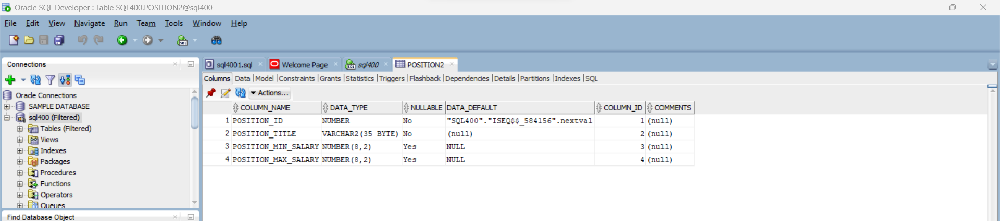 Oracle SQL Developer : Table SQL400.POSITION2@sql400
File Edit View Navigate Run Team Tools Window Help
Connections
Oracle Connections
SAMPLE DATABASE
sql400 (Filtered)
Tables (Filtered)
Views
Indexes
Packages
Procedures
Functions
Operators
Queues
Find Database Object
sql4001.sql Welcome Page sql400 POSITION2
Columns Data Model Constraints Grants Statistics Triggers Flashback Dependencies Details Partitions Indexes SQL
Actions...
COLUMN_NAME DATA_TYPE NULLABLE DATA_DEFAULT COLUMN_ID COMMENTS
1 POSITION_ID NUMBER No "SQL400"."ISEQ$$_584156".nextval 1 (null)
2 POSITION_TITLE VARCHAR2(35 BYTE) No (null) 2 (null)
3 POSITION_MIN_SALARY NUMBER(8,2) Yes NULL 3 (null)
4 POSITION_MAX_SALARY NUMBER(8,2) Yes NULL 4 (null)